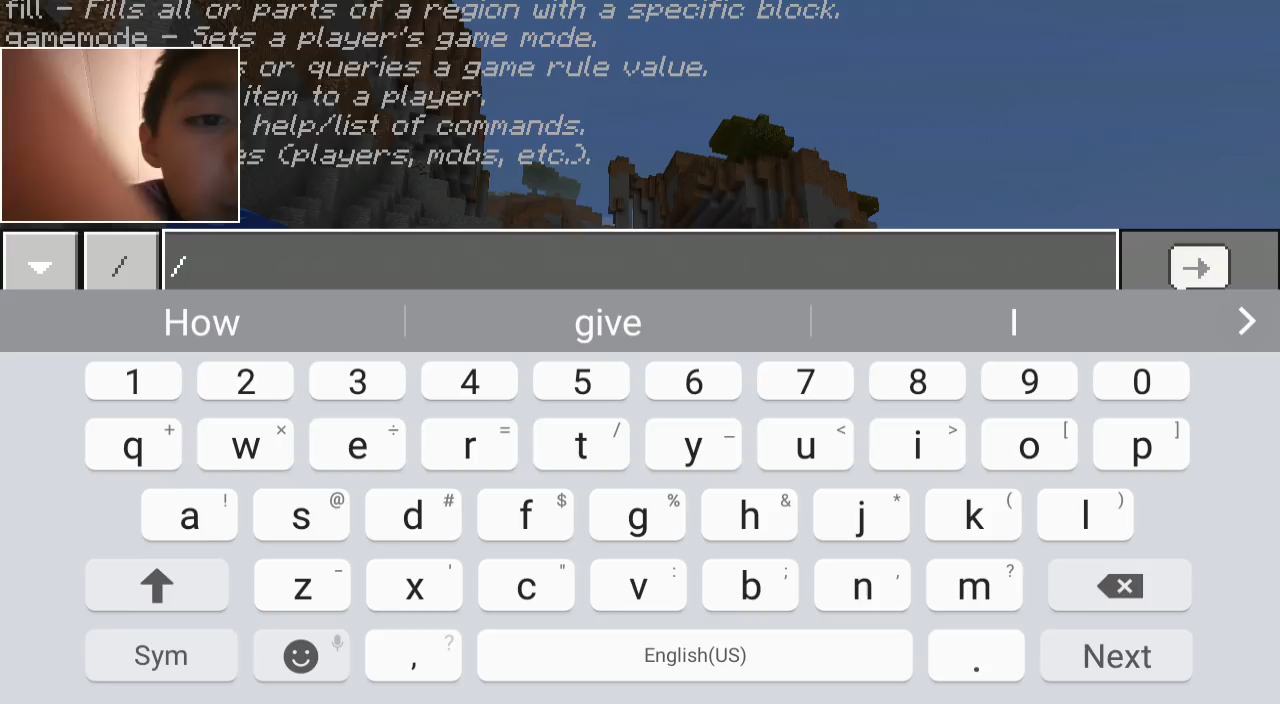 fill – Fills all or parts of a region with a specific block.
gamemode – Sets a player's game mode.
s or queries a game rule value.
item to a player.
help/list of commands.
es (players, mobs, etc.).
/ /
How give I
1 2 3 4 5 6 7 8 9 0
q + w × e ÷ r = t / y _ u < i > o [ p ]
a ! s @ d # f $ g % h & j * k ( l )
z - x ' c " v : b ; n , m ?
Sym , ? English(US) . Next